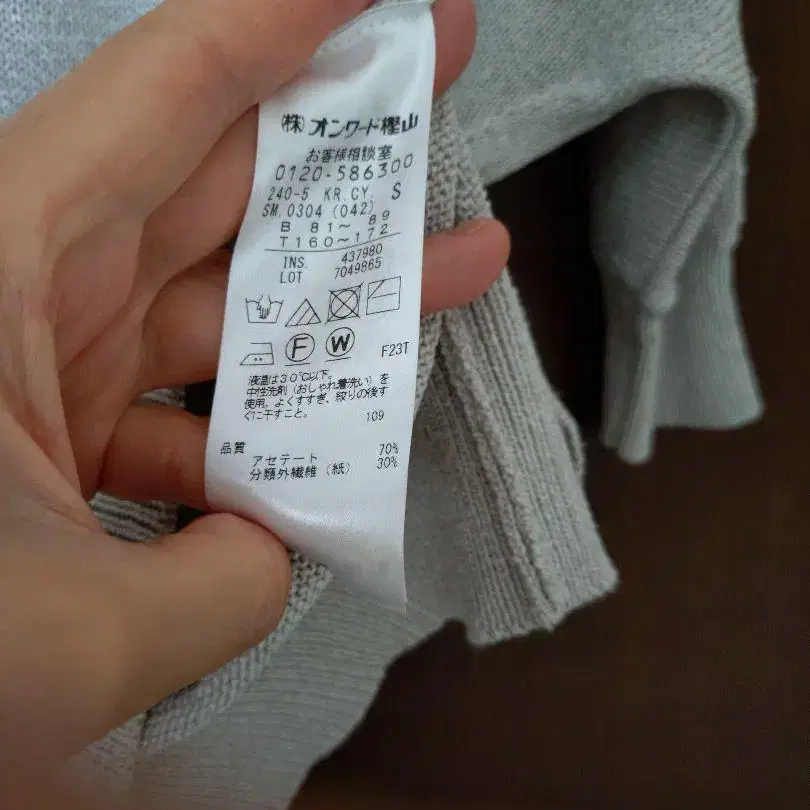 ㈱オンワード樫山
お客様相談室
0120-586300
240-5 KR.CY. S
SM.0304 (042)
B 81～ 89
T160～172
INS. 437980
LOT 7049865
F W F23T
液温は30℃以下。
中性洗剤（おしゃれ着洗い）を
使用。よくすすぎ、絞りの後す
ぐに干すこと。 109
品質
アセテート 70%
分類外繊維（紙） 30%